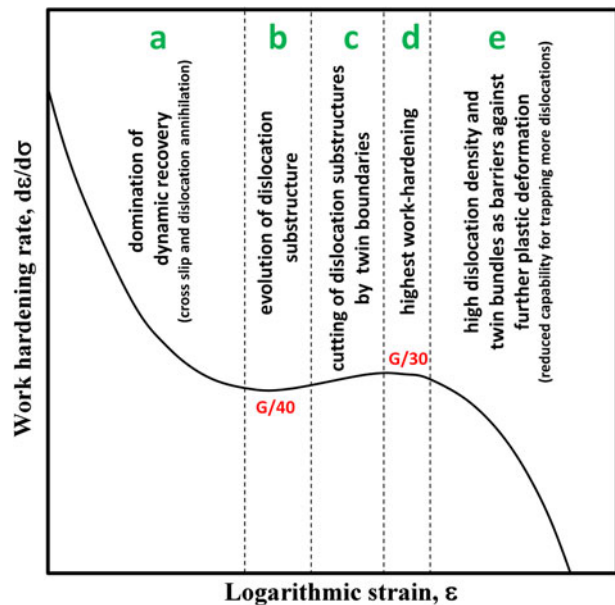 a
b
c
d
e
domination of
dynamic recovery
(cross slip and dislocation annihilation)
evolution of dislocation
substructure
cutting of dislocation substructures
by twin boundaries
highest work-hardening
high dislocation density and
twin bundles as barriers against
further plastic deformation
(reduced capability for trapping more dislocations)
G/40
G/30
Work hardening rate, dε/dσ
Logarithmic strain, ε